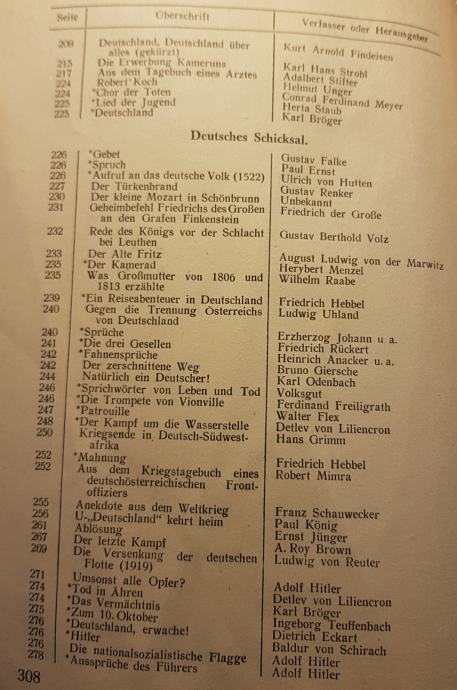 Seite Überschrift Verfasser oder Herausgeber
209 Deutschland, Deutschland über
alles (gekürzt) Kurt Arnold Findeisen
215 Die Erwerbung Kameruns Karl Hans Strobl
217 Aus dem Tagebuch eines Arztes Adalbert Stifter
224 Robert Koch Helmut Unger
224 *Chor der Toten Conrad Ferdinand Meyer
225 *Lied der Jugend Herta Staub
225 *Deutschland Karl Bröger
Deutsches Schicksal.
226 *Gebet Gustav Falke
226 *Spruch Paul Ernst
226 *Aufruf an das deutsche Volk (1522) Ulrich von Hutten
227 Der Türkenbrand Gustav Renker
230 Der kleine Mozart in Schönbrunn Unbekannt
231 Geheimbefehl Friedrichs des Großen
an den Grafen Finkenstein Friedrich der Große
232 Rede des Königs vor der Schlacht
bei Leuthen Gustav Berthold Volz
233 Der Alte Fritz August Ludwig von der Marwitz
235 *Der Kamerad Herybert Menzel
235 Was Großmutter von 1806 und Wilhelm Raabe
1813 erzählte
239 *Ein Reiseabenteuer in Deutschland Friedrich Hebbel
240 Gegen die Trennung Österreichs Ludwig Uhland
von Deutschland
240 *Sprüche Erzherzog Johann u a.
241 *Die drei Gesellen Friedrich Rückert
242 *Fahnensprüche Heinrich Anacker u. a.
242 Der zerschnittene Weg Bruno Giersche
244 Natürlich ein Deutscher! Karl Odenbach
246 *Sprichwörter von Leben und Tod Volksgut
246 *Die Trompete von Vionville Ferdinand Freiligrath
247 *Patrouille Walter Flex
248 *Der Kampf um die Wasserstelle Detlev von Liliencron
250 Kriegsende in Deutsch-Südwest- Hans Grimm
afrika
252 *Mahnung Friedrich Hebbel
252 Aus dem Kriegstagebuch eines Robert Mimra
deutschösterreichischen Front-
offiziers
255 Anekdote aus dem Weltkrieg Franz Schauwecker
256 U-„Deutschland“ kehrt heim Paul König
261 Ablösung Ernst Jünger
267 Der letzte Kampf A. Roy Brown
269 Die Versenkung der deutschen Ludwig von Reuter
Flotte (1919)
271 Umsonst alle Opfer? Adolf Hitler
274 *Tod in Ähren Detlev von Liliencron
274 *Das Vermächtnis Karl Bröger
275 *Zum 10. Oktober Ingeborg Teuffenbach
276 *Deutschland, erwache! Dietrich Eckart
276 *Hitler Baldur von Schirach
276 Die nationalsozialistische Flagge Adolf Hitler
278 *Aussprüche des Führers Adolf Hitler
308